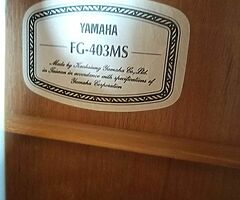 YAMAHA
FG-403MS
Made by Kaohsiung Yamaha Co., Ltd.
in Taiwan in accordance with specifications of
Yamaha Corporation